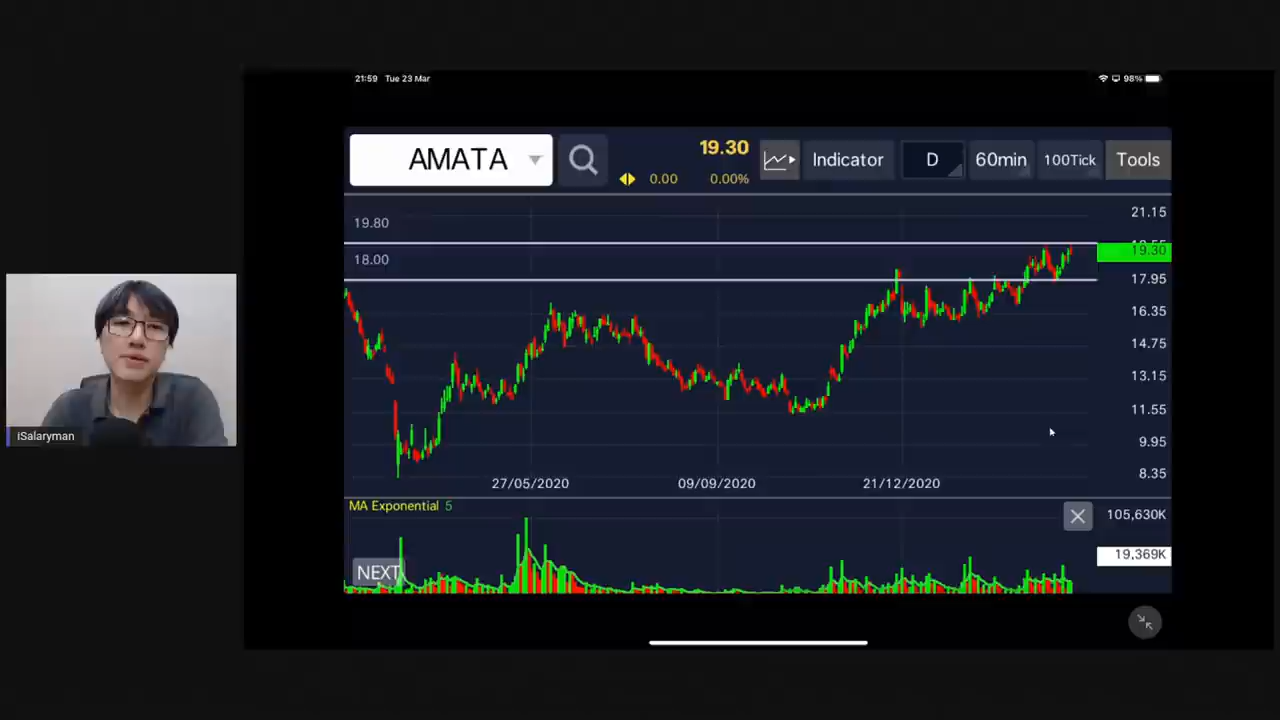 21:59 Tue 23 Mar
98%
AMATA
19.30
0.00 0.00%
Indicator
D
60min
100Tick
Tools
19.80
18.00
21.15
19.30
17.95
16.35
14.75
13.15
11.55
9.95
8.35
27/05/2020 09/09/2020 21/12/2020
MA Exponential 5
105,630K
19,369K
NEXT
iSalaryman